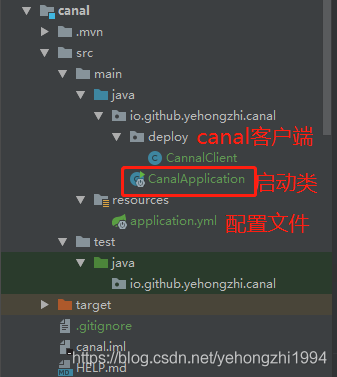 canal
.mvn
src
main
java
io.github.yehongzhi.canal
deploy canal客户端
CannalClient
CanalApplication 启动类
resources
application.yml 配置文件
test
java
io.github.yehongzhi.canal
target
.gitignore
canal.iml
https://blog.csdn.net/yehongzhi1994
HELP.md